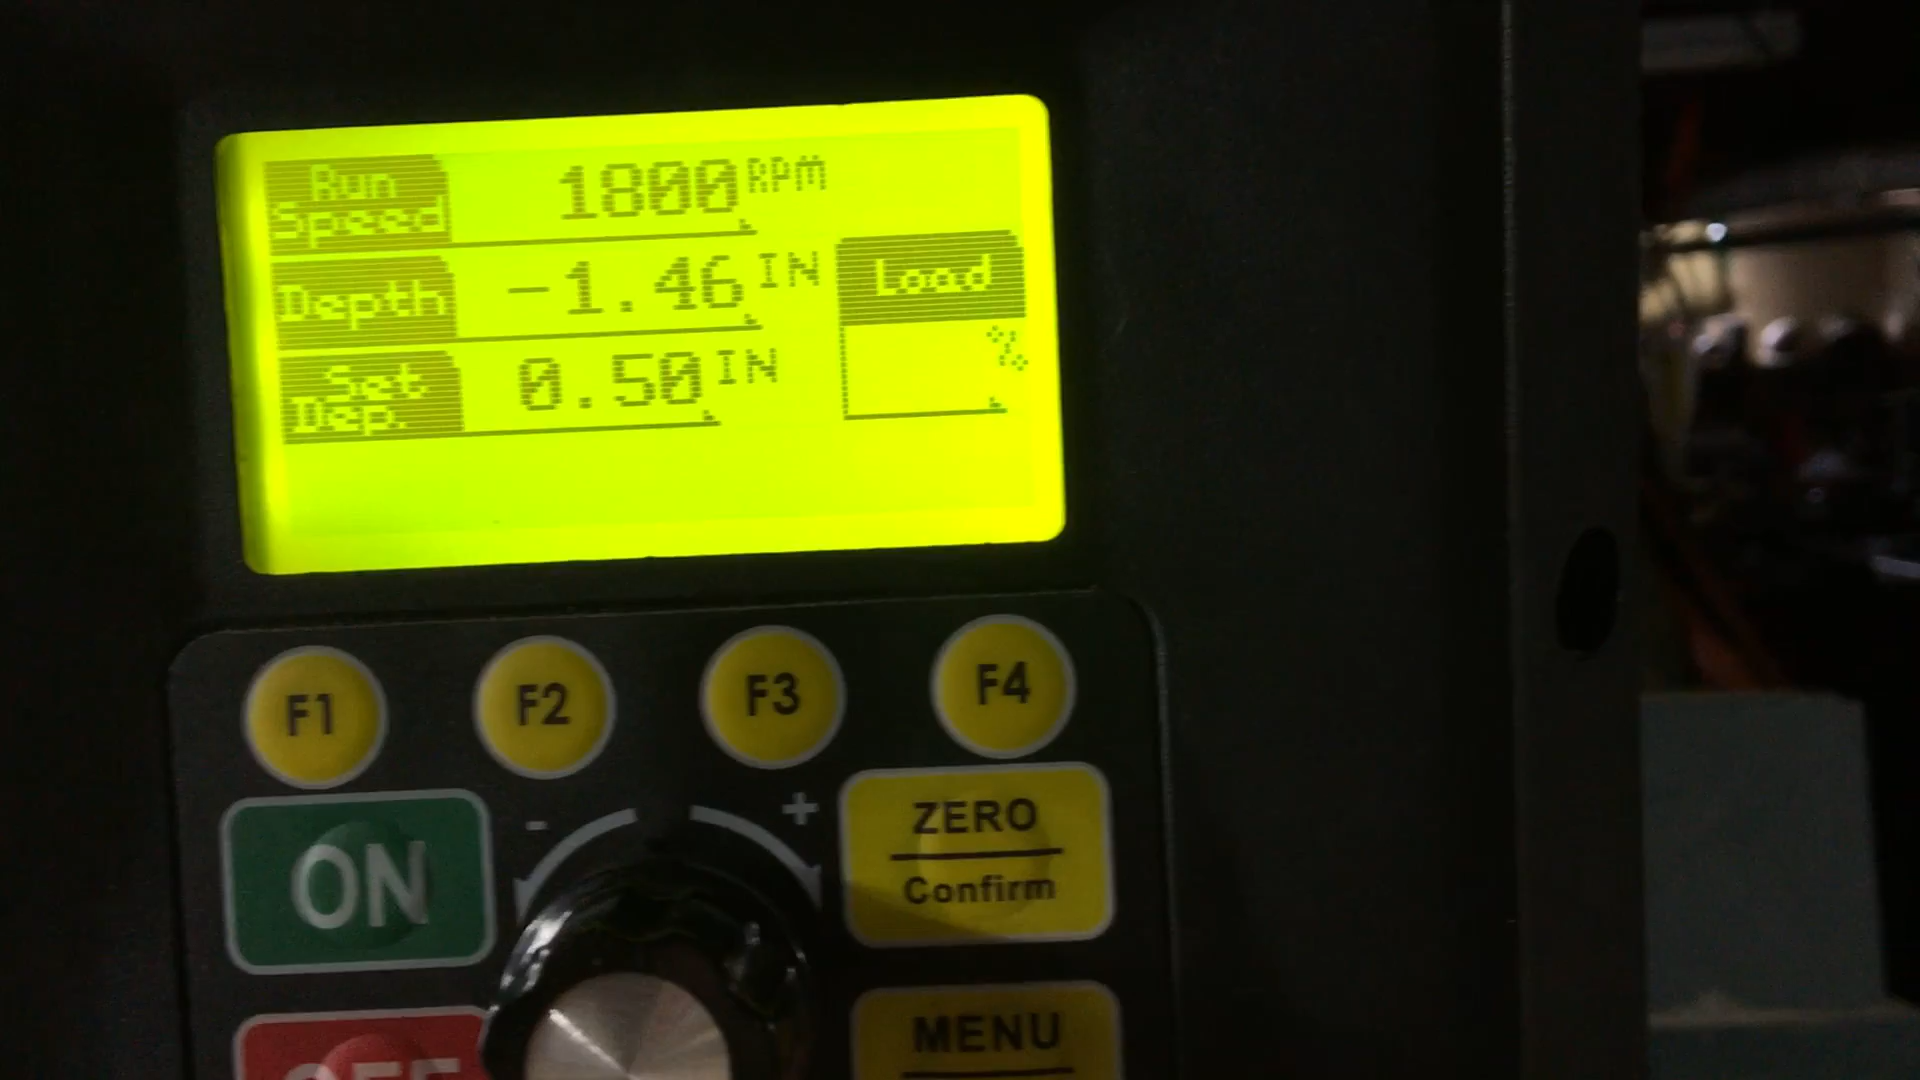 Run Speed 1800 RPM
Depth -1.46 IN
Load
%
Set Dep. 0.50 IN
F1 F2 F3 F4
- +
ON
ZERO
Confirm
OFF
MENU